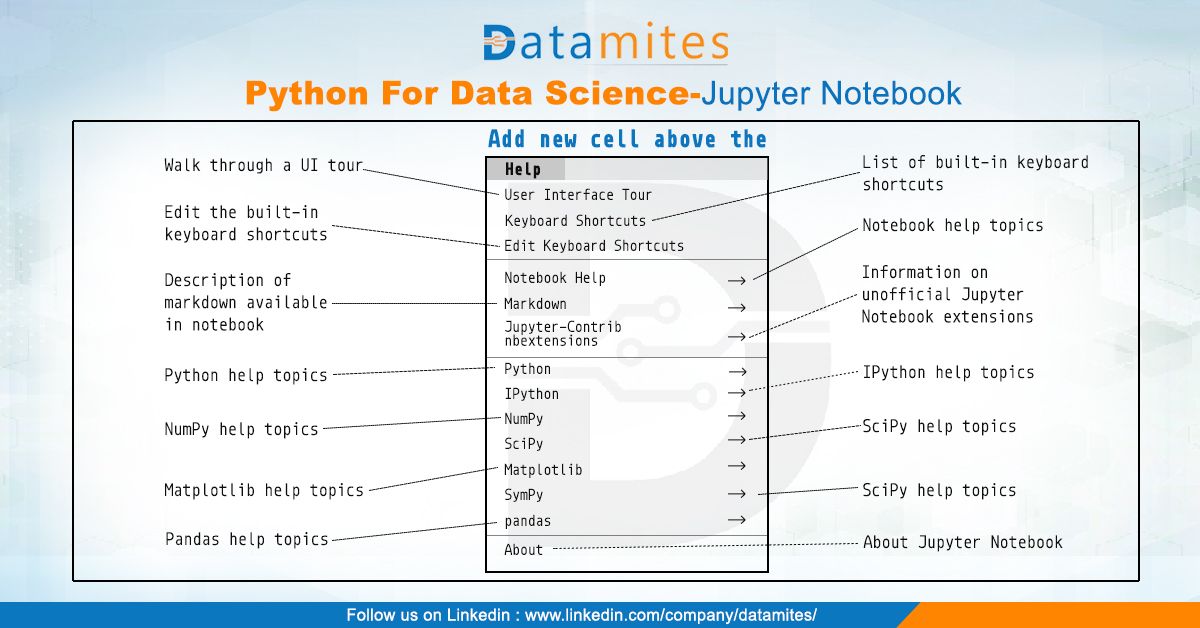 Datamites
Python For Data Science-Jupyter Notebook
Add new cell above the
Walk through a UI tour
Edit the built-in
keyboard shortcuts
Description of
markdown available
in notebook
Python help topics
NumPy help topics
Matplotlib help topics
Pandas help topics
Help
User Interface Tour
Keyboard Shortcuts
Edit Keyboard Shortcuts
Notebook Help
Markdown
Jupyter-Contrib
nbextensions
Python
IPython
NumPy
SciPy
Matplotlib
SymPy
pandas
About
List of built-in keyboard
shortcuts
Notebook help topics
Information on
unofficial Jupyter
Notebook extensions
IPython help topics
SciPy help topics
SciPy help topics
About Jupyter Notebook
Follow us on Linkedin : www.linkedin.com/company/datamites/